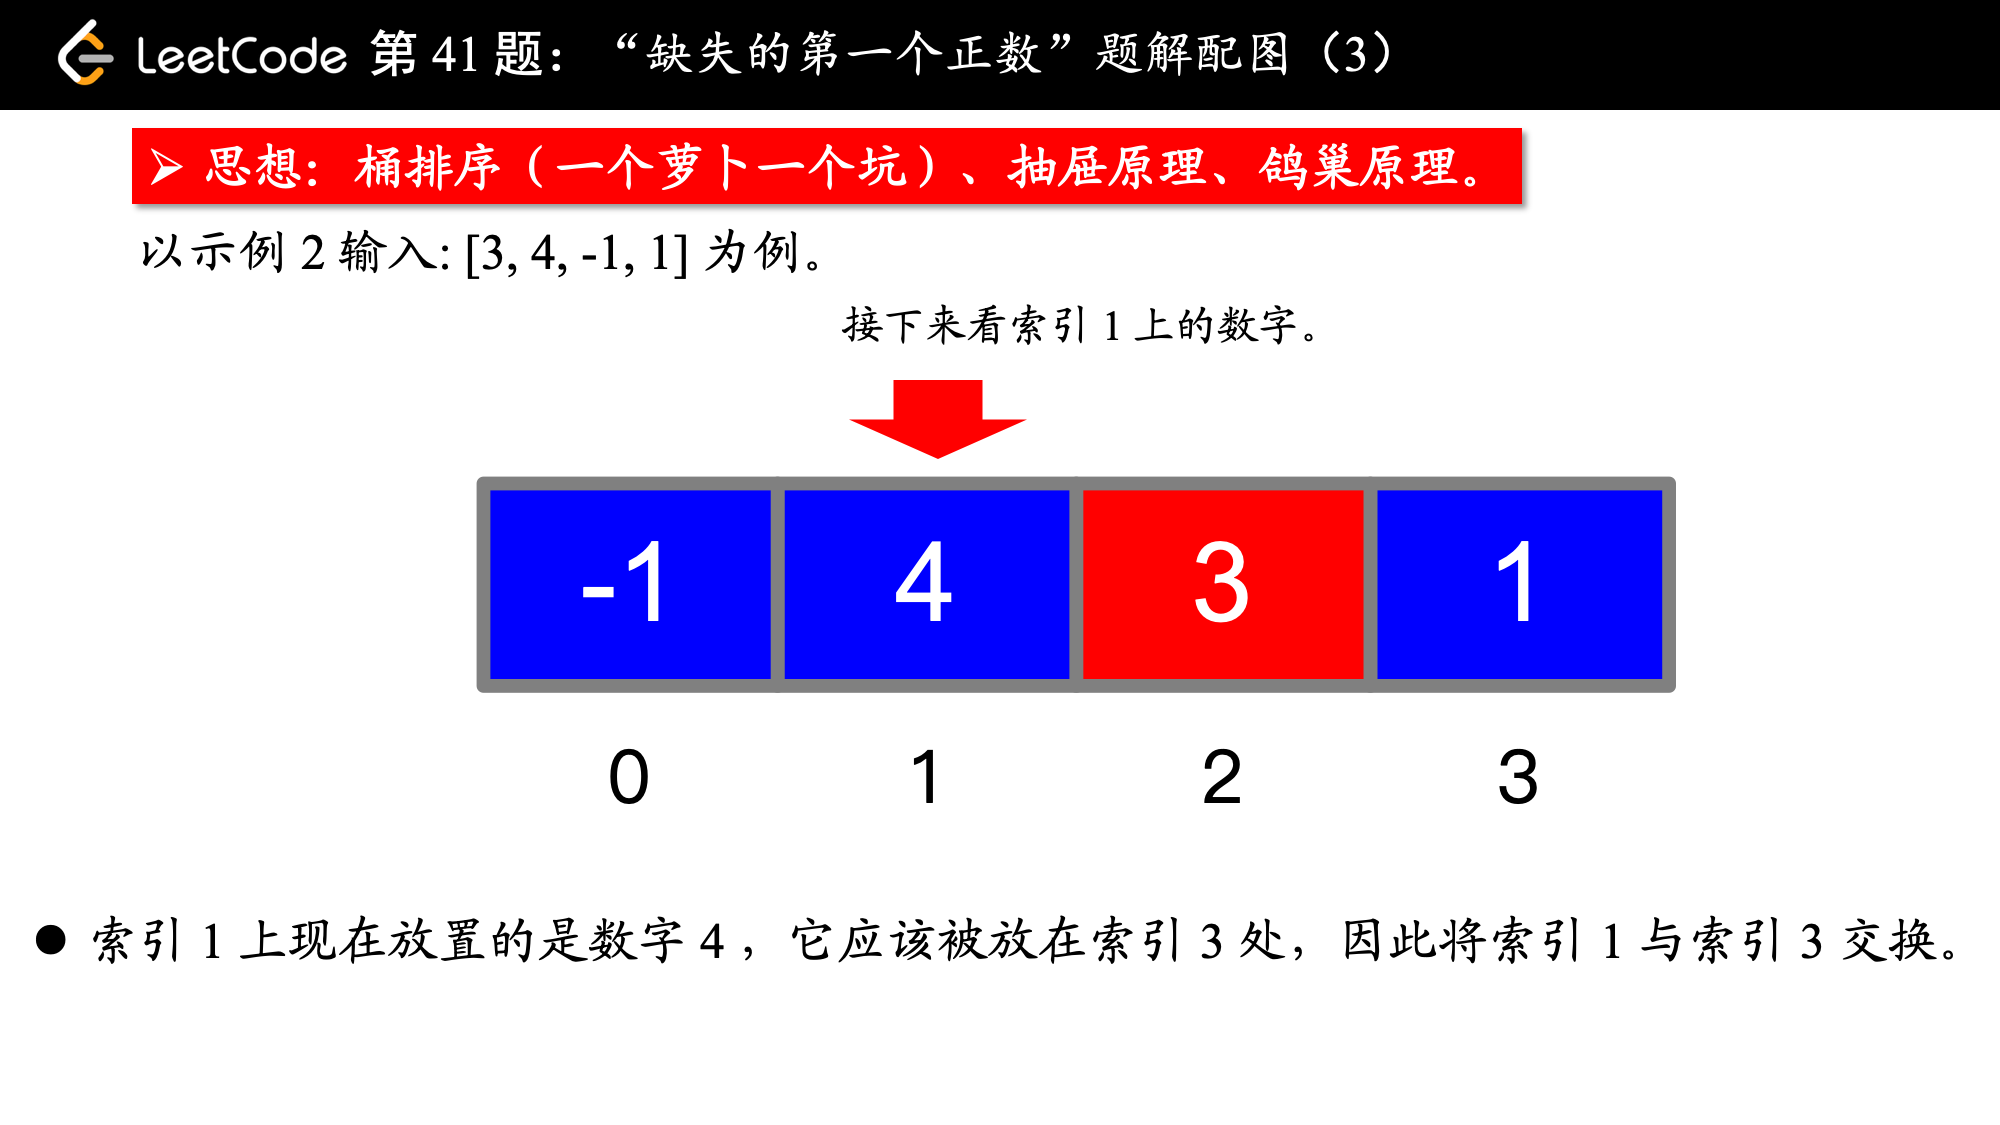 LeetCode 第 41 题：“缺失的第一个正数”题解配图（3）
➢ 思想：桶排序（一个萝卜一个坑）、抽屉原理、鸽巢原理。
以示例 2 输入: [3, 4, -1, 1] 为例。
接下来看索引 1 上的数字。
-1 4 3 1
0 1 2 3
● 索引 1 上现在放置的是数字 4 ，它应该被放在索引 3 处，因此将索引 1 与索引 3 交换。